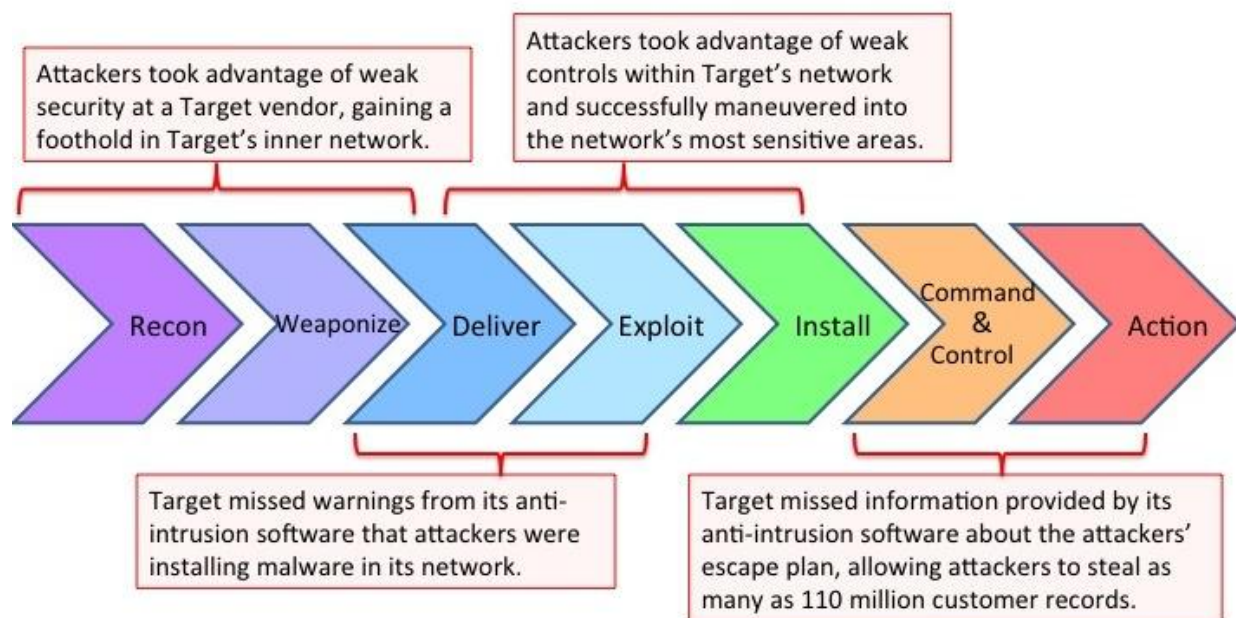 Attackers took advantage of weak
security at a Target vendor, gaining a
foothold in Target's inner network.
Attackers took advantage of weak
controls within Target's network
and successfully maneuvered into
the network's most sensitive areas.
Recon
Weaponize
Deliver
Exploit
Install
Command
&
Control
Action
Target missed warnings from its anti-
intrusion software that attackers were
installing malware in its network.
Target missed information provided by its
anti-intrusion software about the attackers'
escape plan, allowing attackers to steal as
many as 110 million customer records.